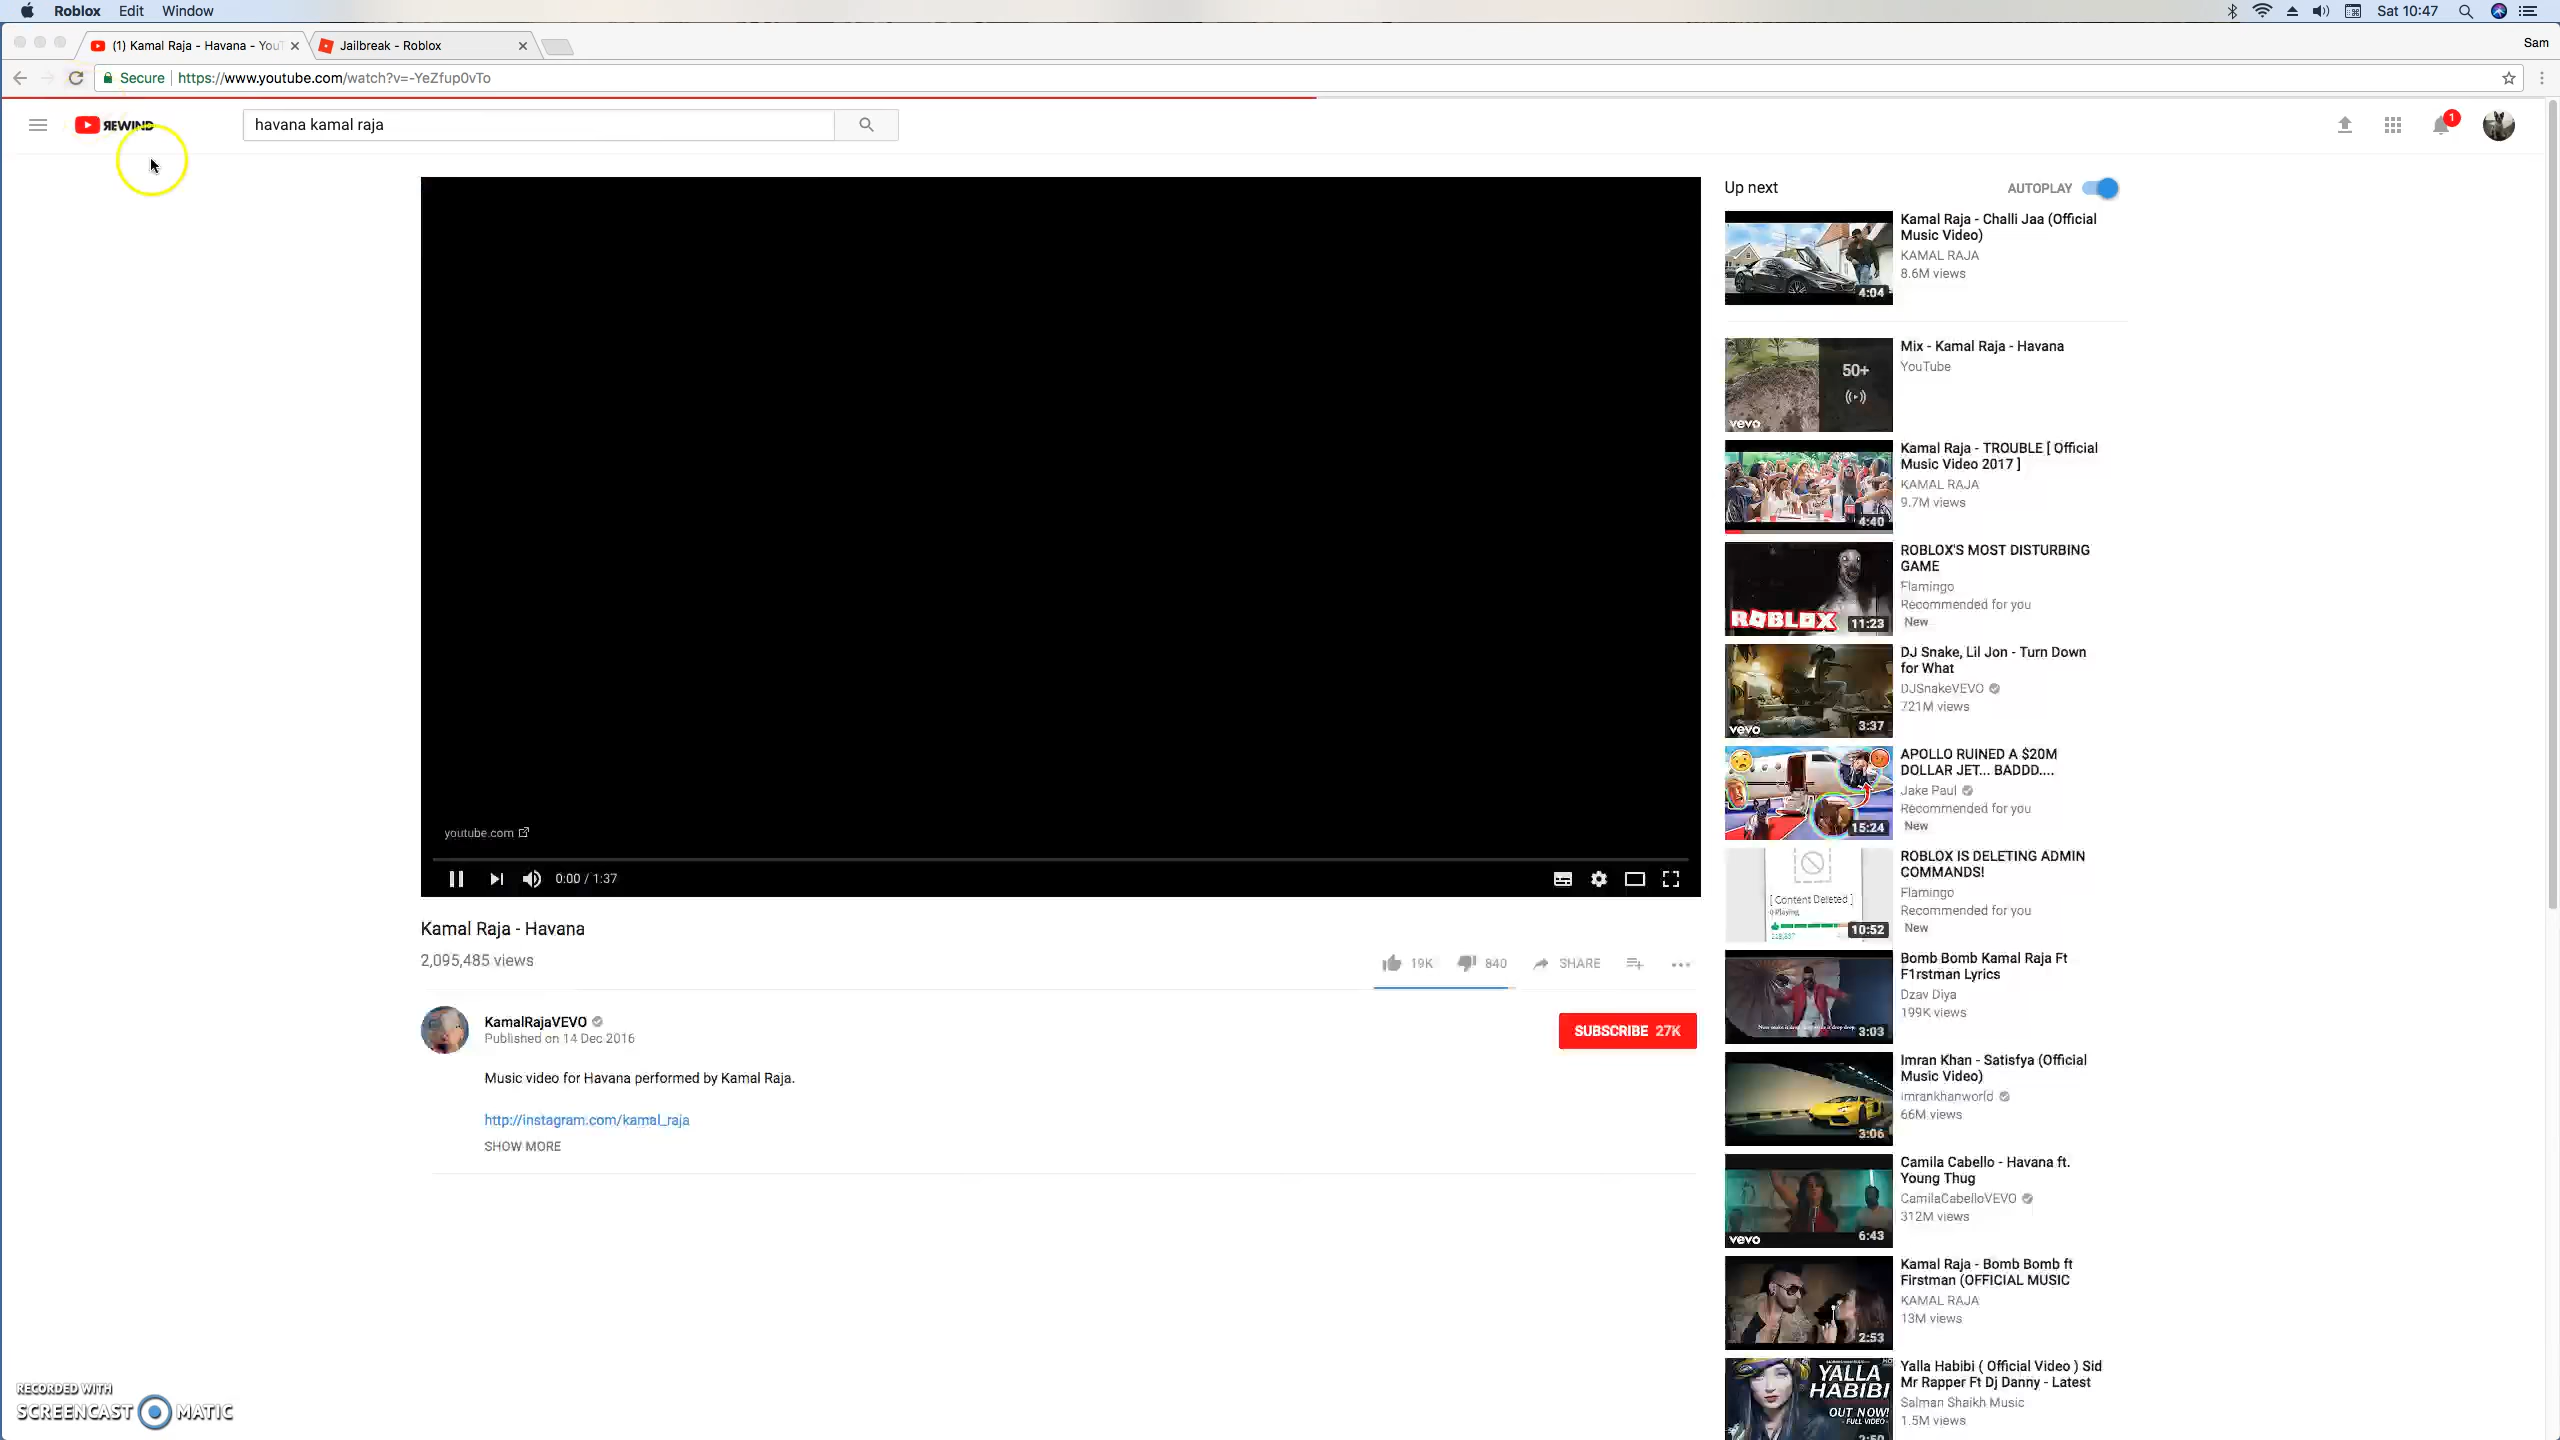 Roblox Edit Window
Sat 10:47
(1) Kamal Raja - Havana - You
Jailbreak - Roblox
Sam
Secure https://www.youtube.com/watch?v=-YeZfup0vTo
REWIND
havana kamal raja
1
Up next
AUTOPLAY
4:04
Kamal Raja - Challi Jaa (Official
Music Video)
KAMAL RAJA
8.6M views
50+
vevo
Mix - Kamal Raja - Havana
YouTube
4:40
Kamal Raja - TROUBLE [ Official
Music Video 2017 ]
KAMAL RAJA
9.7M views
ROBLOX
11:23
ROBLOX'S MOST DISTURBING
GAME
Flamingo
Recommended for you
New
vevo
3:37
DJ Snake, Lil Jon - Turn Down
for What
DJSnakeVEVO
721M views
15:24
APOLLO RUINED A $20M
DOLLAR JET... BADDD....
Jake Paul
Recommended for you
New
[ Content Deleted ]
Playing
10:52
ROBLOX IS DELETING ADMIN
COMMANDS!
Flamingo
Recommended for you
New
3:03
Bomb Bomb Kamal Raja Ft
F1rstman Lyrics
Dzav Diya
199K views
3:06
Imran Khan - Satisfya (Official
Music Video)
imrankhanworld
66M views
vevo
6:43
Camila Cabello - Havana ft.
Young Thug
CamilaCabelloVEVO
312M views
2:53
Kamal Raja - Bomb Bomb ft
Firstman (OFFICIAL MUSIC
KAMAL RAJA
13M views
YALLA
HABIBI
OUT NOW!
- FULL VIDEO -
2:50
Yalla Habibi ( Official Video ) Sid
Mr Rapper Ft Dj Danny - Latest
Salman Shaikh Music
1.5M views
youtube.com
0:00 / 1:37
Kamal Raja - Havana
2,095,485 views
19K 840 SHARE
KamalRajaVEVO
Published on 14 Dec 2016
SUBSCRIBE 27K
Music video for Havana performed by Kamal Raja.
http://instagram.com/kamal_raja
SHOW MORE
RECORDED WITH
SCREENCAST MATIC